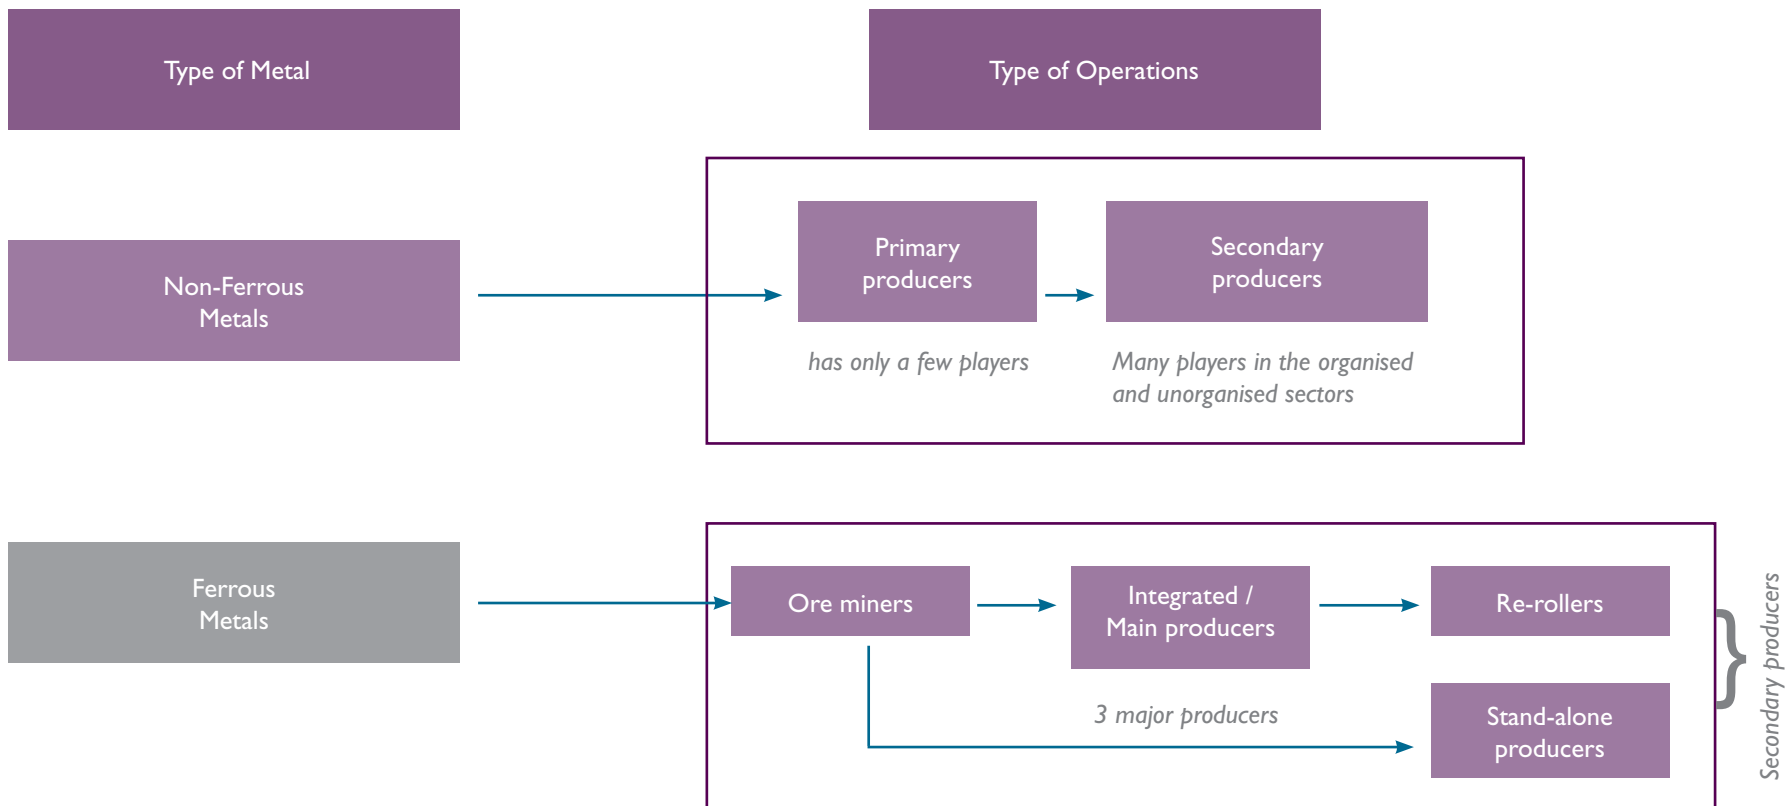 Type of Metal
Type of Operations
Non-Ferrous
Metals
Primary
producers
Secondary
producers
has only a few players
Many players in the organised
and unorganised sectors
Ferrous
Metals
Ore miners
Integrated /
Main producers
Re-rollers
3 major producers
Stand-alone
producers
Secondary producers